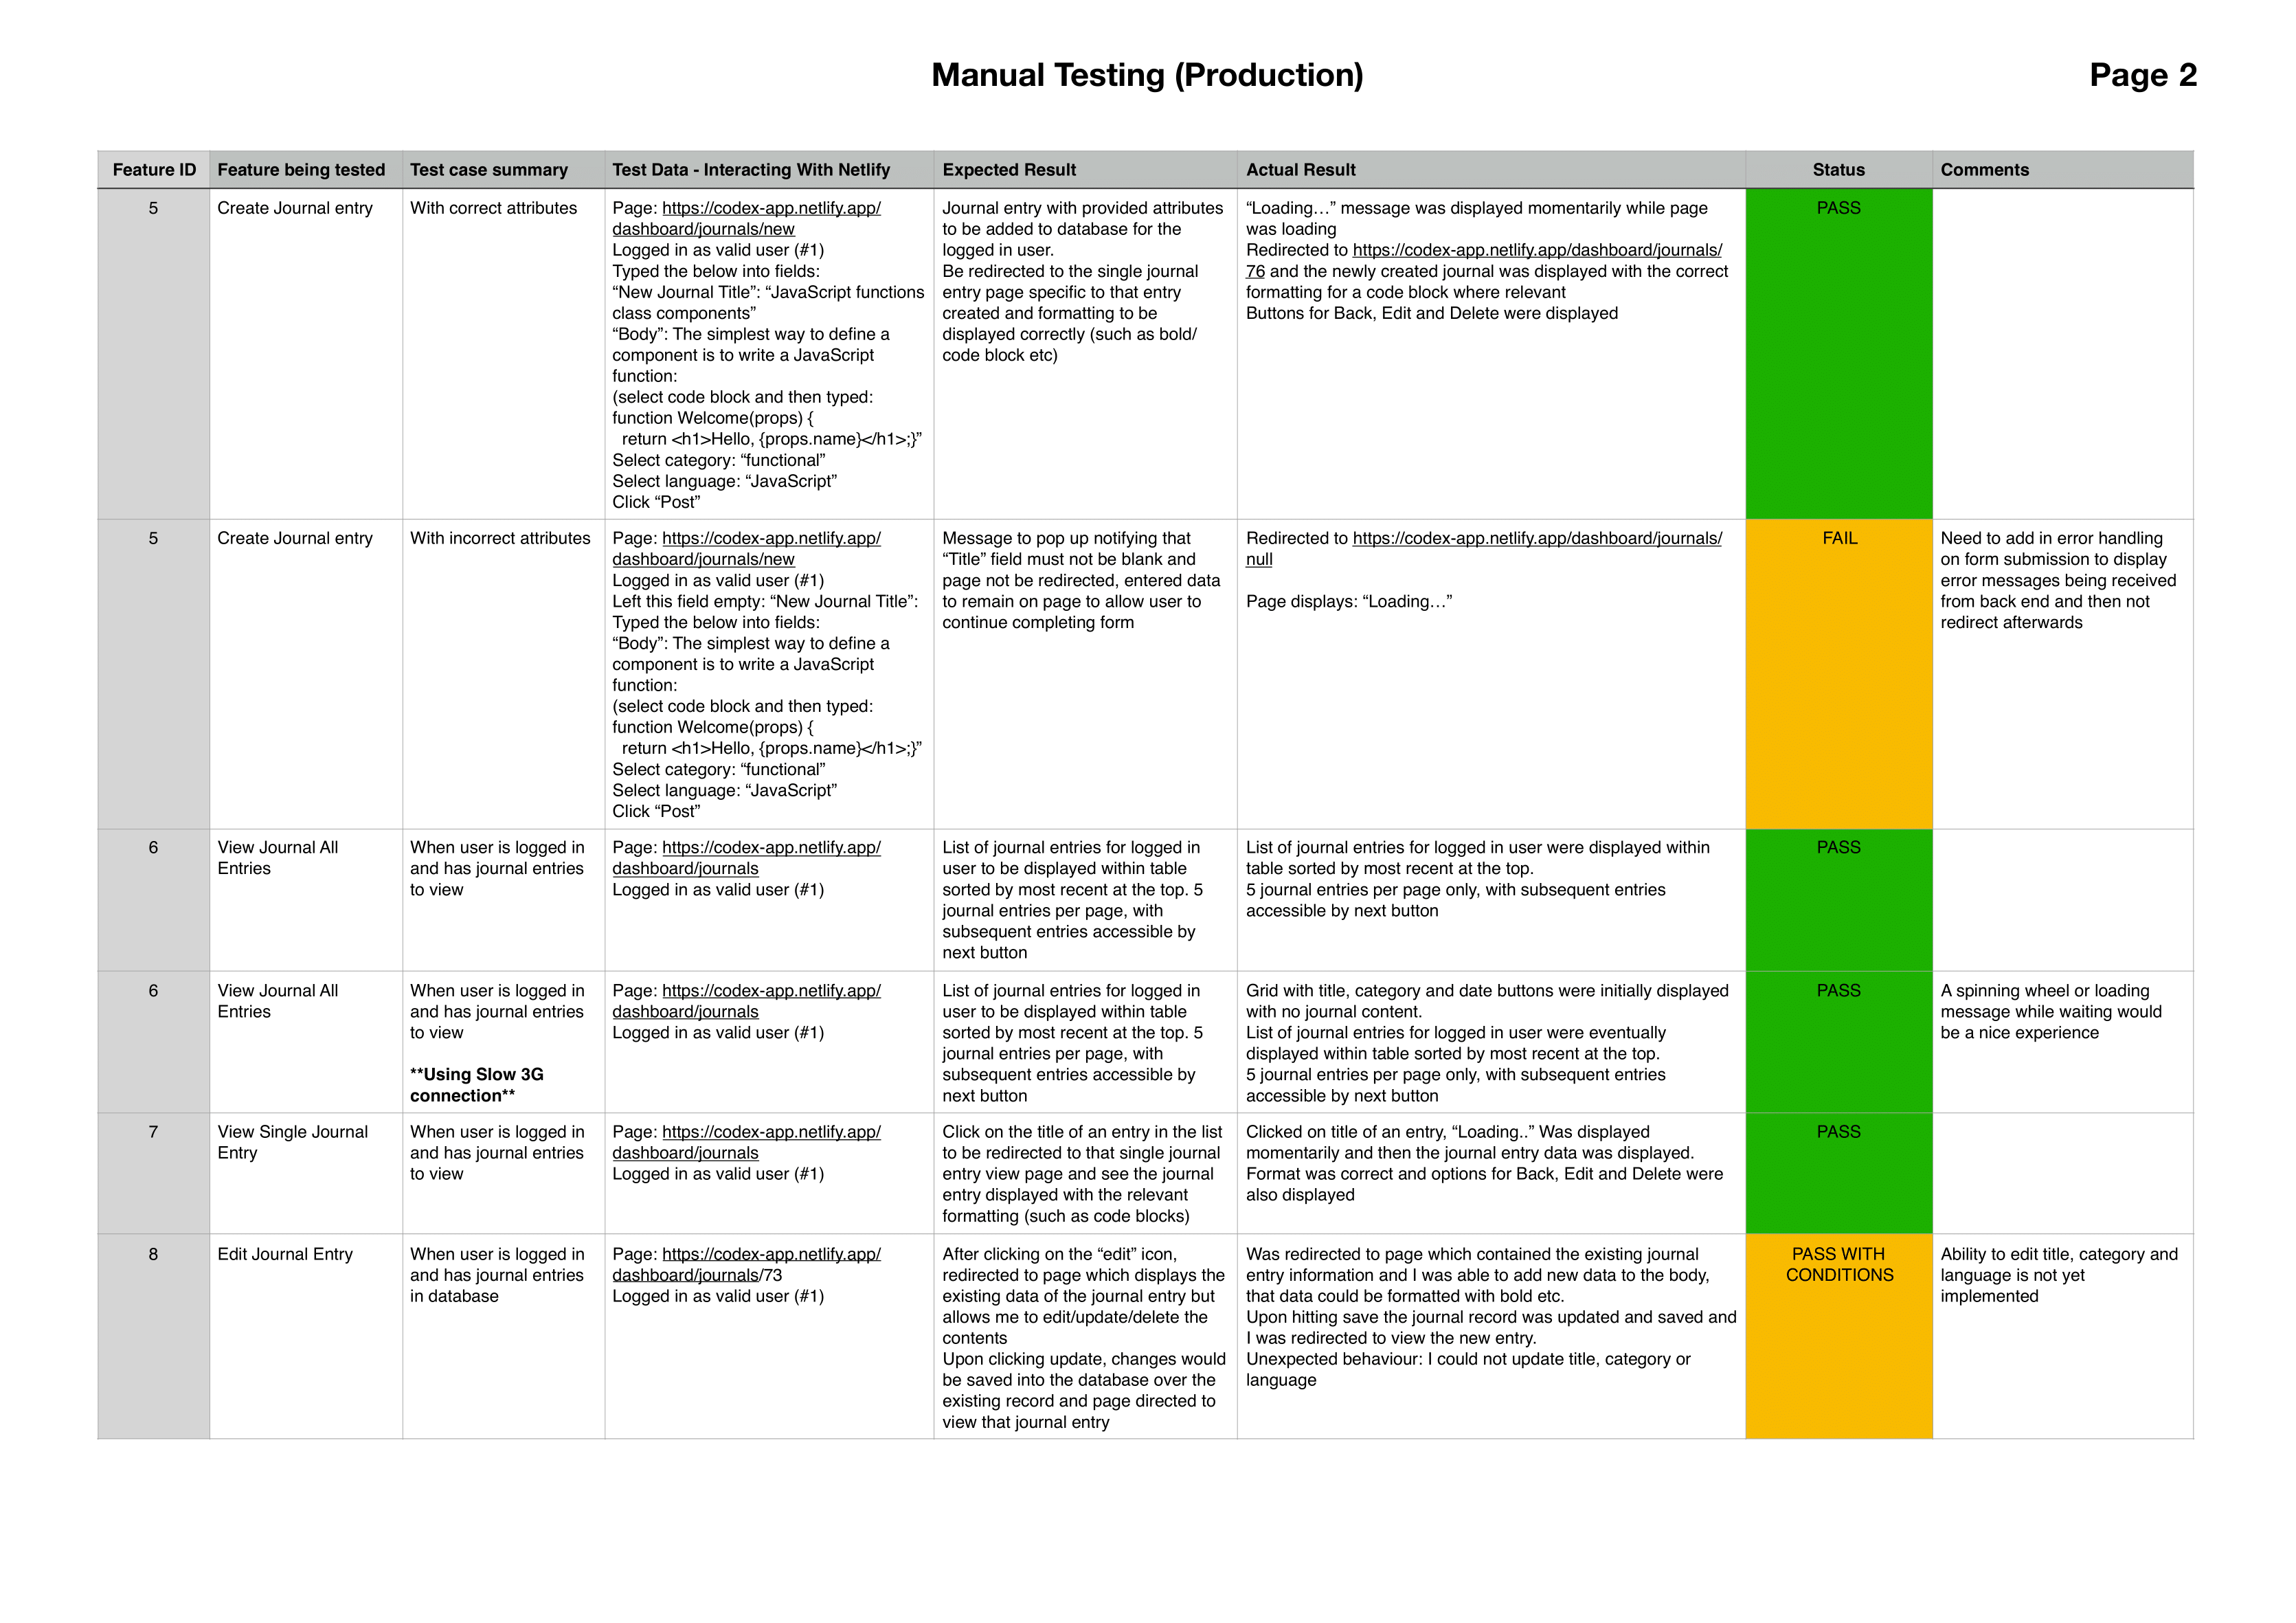 Manual Testing (Production)
Page 2
Feature ID
Feature being tested
Test case summary
Test Data - Interacting With Netlify
Expected Result
Actual Result
Status
Comments
5
Create Journal entry
With correct attributes
Page: https://codex-app.netlify.app/
dashboard/journals/new
Logged in as valid user (#1)
Typed the below into fields:
“New Journal Title”: “JavaScript functions
class components”
“Body”: The simplest way to define a
component is to write a JavaScript
function:
(select code block and then typed:
function Welcome(props) {
return <h1>Hello, {props.name}</h1>;}”
Select category: “functional”
Select language: “JavaScript”
Click “Post”
Journal entry with provided attributes
to be added to database for the
logged in user.
Be redirected to the single journal
entry page specific to that entry
created and formatting to be
displayed correctly (such as bold/
code block etc)
“Loading…” message was displayed momentarily while page
was loading
Redirected to https://codex-app.netlify.app/dashboard/journals/
76 and the newly created journal was displayed with the correct
formatting for a code block where relevant
Buttons for Back, Edit and Delete were displayed
PASS
5
Create Journal entry
With incorrect attributes
Page: https://codex-app.netlify.app/
dashboard/journals/new
Logged in as valid user (#1)
Left this field empty: “New Journal Title”:
Typed the below into fields:
“Body”: The simplest way to define a
component is to write a JavaScript
function:
(select code block and then typed:
function Welcome(props) {
return <h1>Hello, {props.name}</h1>;}”
Select category: “functional”
Select language: “JavaScript”
Click “Post”
Message to pop up notifying that
“Title” field must not be blank and
page not be redirected, entered data
to remain on page to allow user to
continue completing form
Redirected to https://codex-app.netlify.app/dashboard/journals/
null
Page displays: “Loading…”
FAIL
Need to add in error handling
on form submission to display
error messages being received
from back end and then not
redirect afterwards
6
View Journal All
Entries
When user is logged in
and has journal entries
to view
Page: https://codex-app.netlify.app/
dashboard/journals
Logged in as valid user (#1)
List of journal entries for logged in
user to be displayed within table
sorted by most recent at the top. 5
journal entries per page, with
subsequent entries accessible by
next button
List of journal entries for logged in user were displayed within
table sorted by most recent at the top.
5 journal entries per page only, with subsequent entries
accessible by next button
PASS
6
View Journal All
Entries
When user is logged in
and has journal entries
to view
**Using Slow 3G
connection**
Page: https://codex-app.netlify.app/
dashboard/journals
Logged in as valid user (#1)
List of journal entries for logged in
user to be displayed within table
sorted by most recent at the top. 5
journal entries per page, with
subsequent entries accessible by
next button
Grid with title, category and date buttons were initially displayed
with no journal content.
List of journal entries for logged in user were eventually
displayed within table sorted by most recent at the top.
5 journal entries per page only, with subsequent entries
accessible by next button
PASS
A spinning wheel or loading
message while waiting would
be a nice experience
7
View Single Journal
Entry
When user is logged in
and has journal entries
to view
Page: https://codex-app.netlify.app/
dashboard/journals
Logged in as valid user (#1)
Click on the title of an entry in the list
to be redirected to that single journal
entry view page and see the journal
entry displayed with the relevant
formatting (such as code blocks)
Clicked on title of an entry, “Loading..” Was displayed
momentarily and then the journal entry data was displayed.
Format was correct and options for Back, Edit and Delete were
also displayed
PASS
8
Edit Journal Entry
When user is logged in
and has journal entries
in database
Page: https://codex-app.netlify.app/
dashboard/journals/73
Logged in as valid user (#1)
After clicking on the “edit” icon,
redirected to page which displays the
existing data of the journal entry but
allows me to edit/update/delete the
contents
Upon clicking update, changes would
be saved into the database over the
existing record and page directed to
view that journal entry
Was redirected to page which contained the existing journal
entry information and I was able to add new data to the body,
that data could be formatted with bold etc.
Upon hitting save the journal record was updated and saved and
I was redirected to view the new entry.
Unexpected behaviour: I could not update title, category or
language
PASS WITH
CONDITIONS
Ability to edit title, category and
language is not yet
implemented